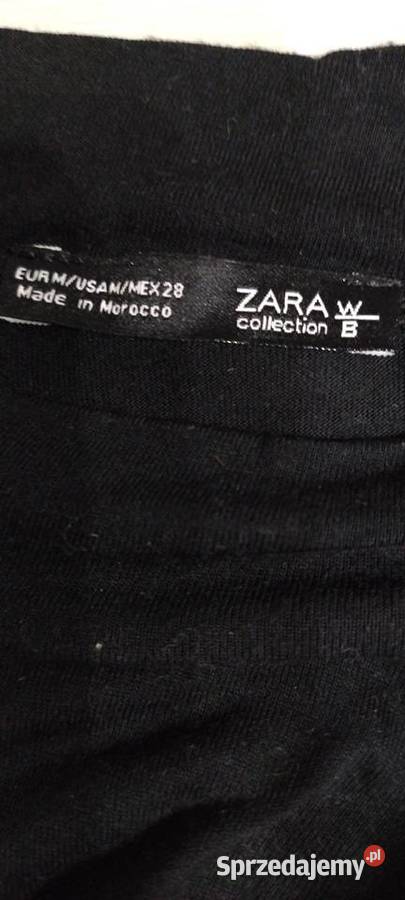 EUR M/USA M/MEX 28
Made in Morocco
ZARA W/B
collection
Sprzedajemy.pl